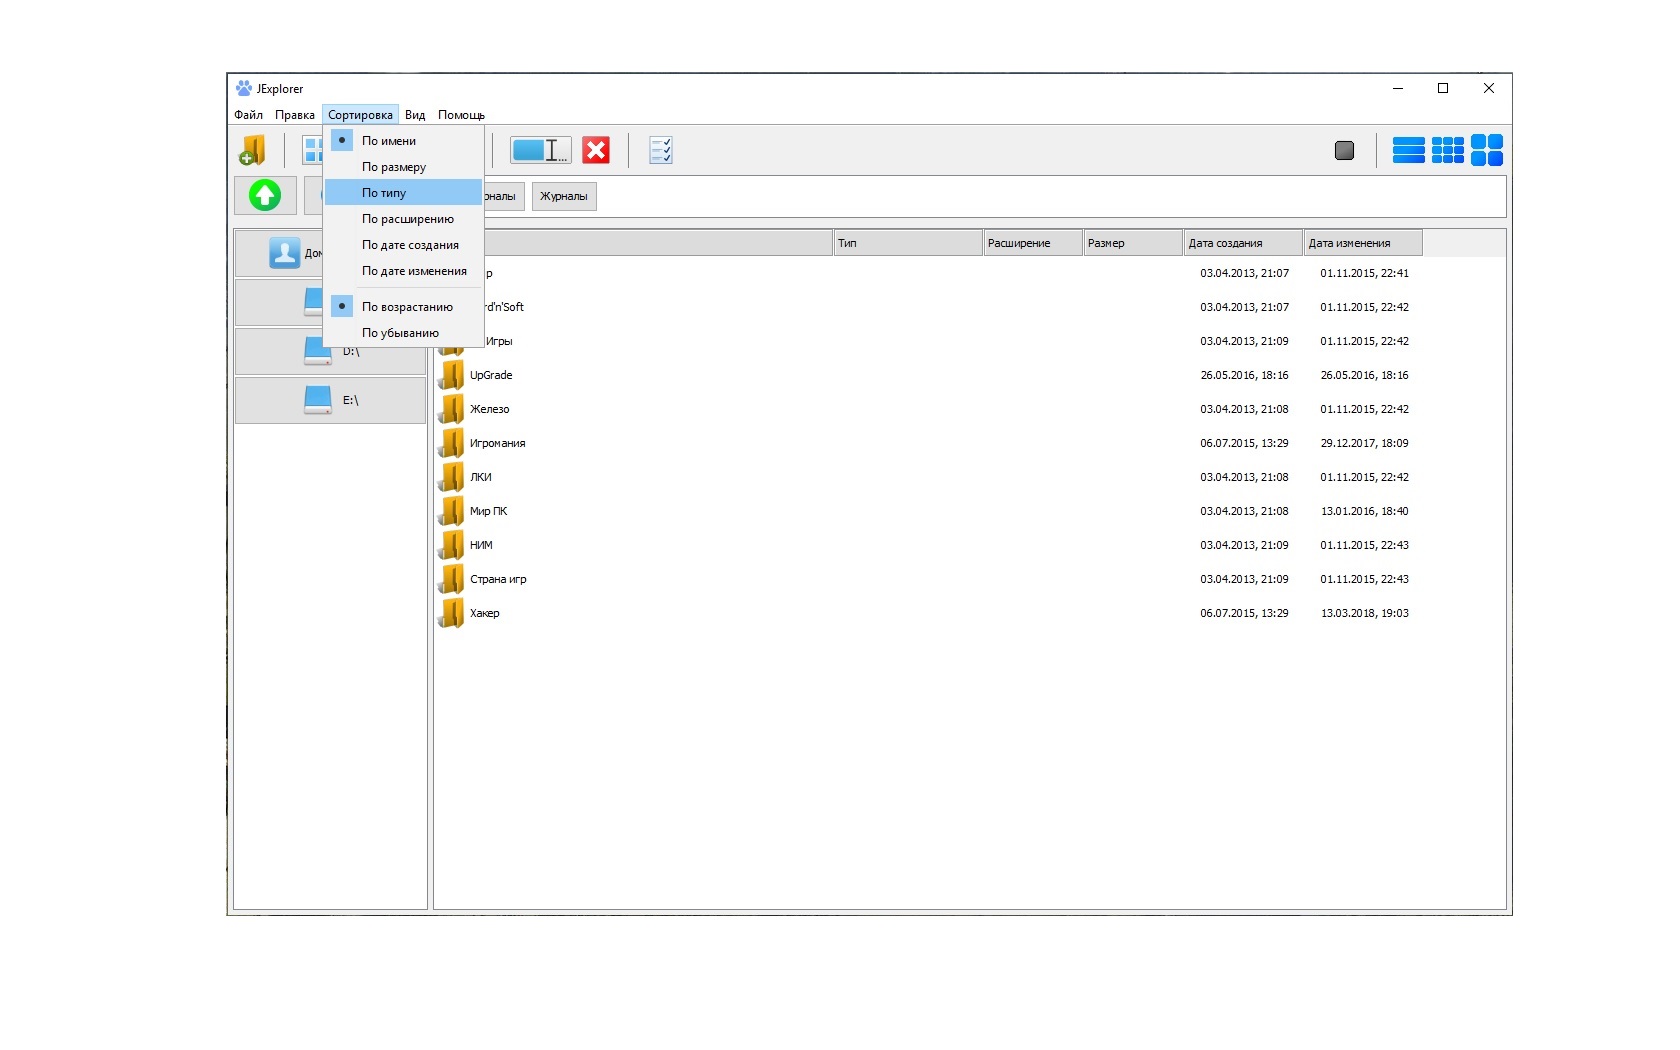 JExplorer
Файл Правка Сортировка Вид Помощь
По имени
По размеру
По типу
По расширению
По дате создания
По дате изменения
По возрастанию
По убыванию
Журналы
Тип Расширение Размер Дата создания Дата изменения
03.04.2013, 21:07 01.11.2015, 22:41
rd'n'Soft 03.04.2013, 21:07 01.11.2015, 22:42
Игры 03.04.2013, 21:09 01.11.2015, 22:42
D:\
UpGrade 26.05.2016, 18:16 26.05.2016, 18:16
E:\
Железо 03.04.2013, 21:08 01.11.2015, 22:42
Игромания 06.07.2015, 13:29 29.12.2017, 18:09
ЛКИ 03.04.2013, 21:08 01.11.2015, 22:42
Мир ПК 03.04.2013, 21:08 13.01.2016, 18:40
НИМ 03.04.2013, 21:09 01.11.2015, 22:43
Страна игр 03.04.2013, 21:09 01.11.2015, 22:43
Хакер 06.07.2015, 13:29 13.03.2018, 19:03